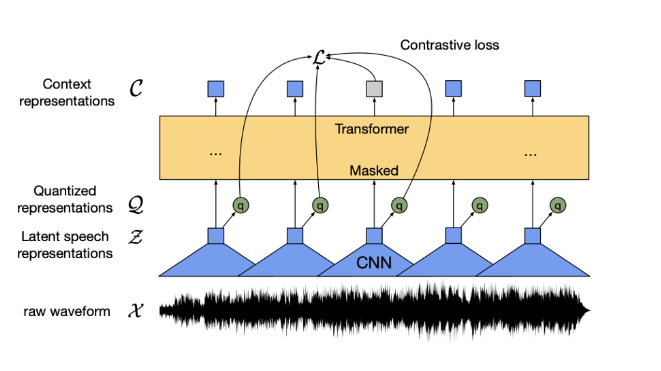 Contrastive loss
ℒ
Context
representations
𝒞
Transformer
...
...
Masked
Quantized
representations
𝒬
q
q
q
q
q
Latent speech
representations
𝒵
CNN
raw waveform
𝒳